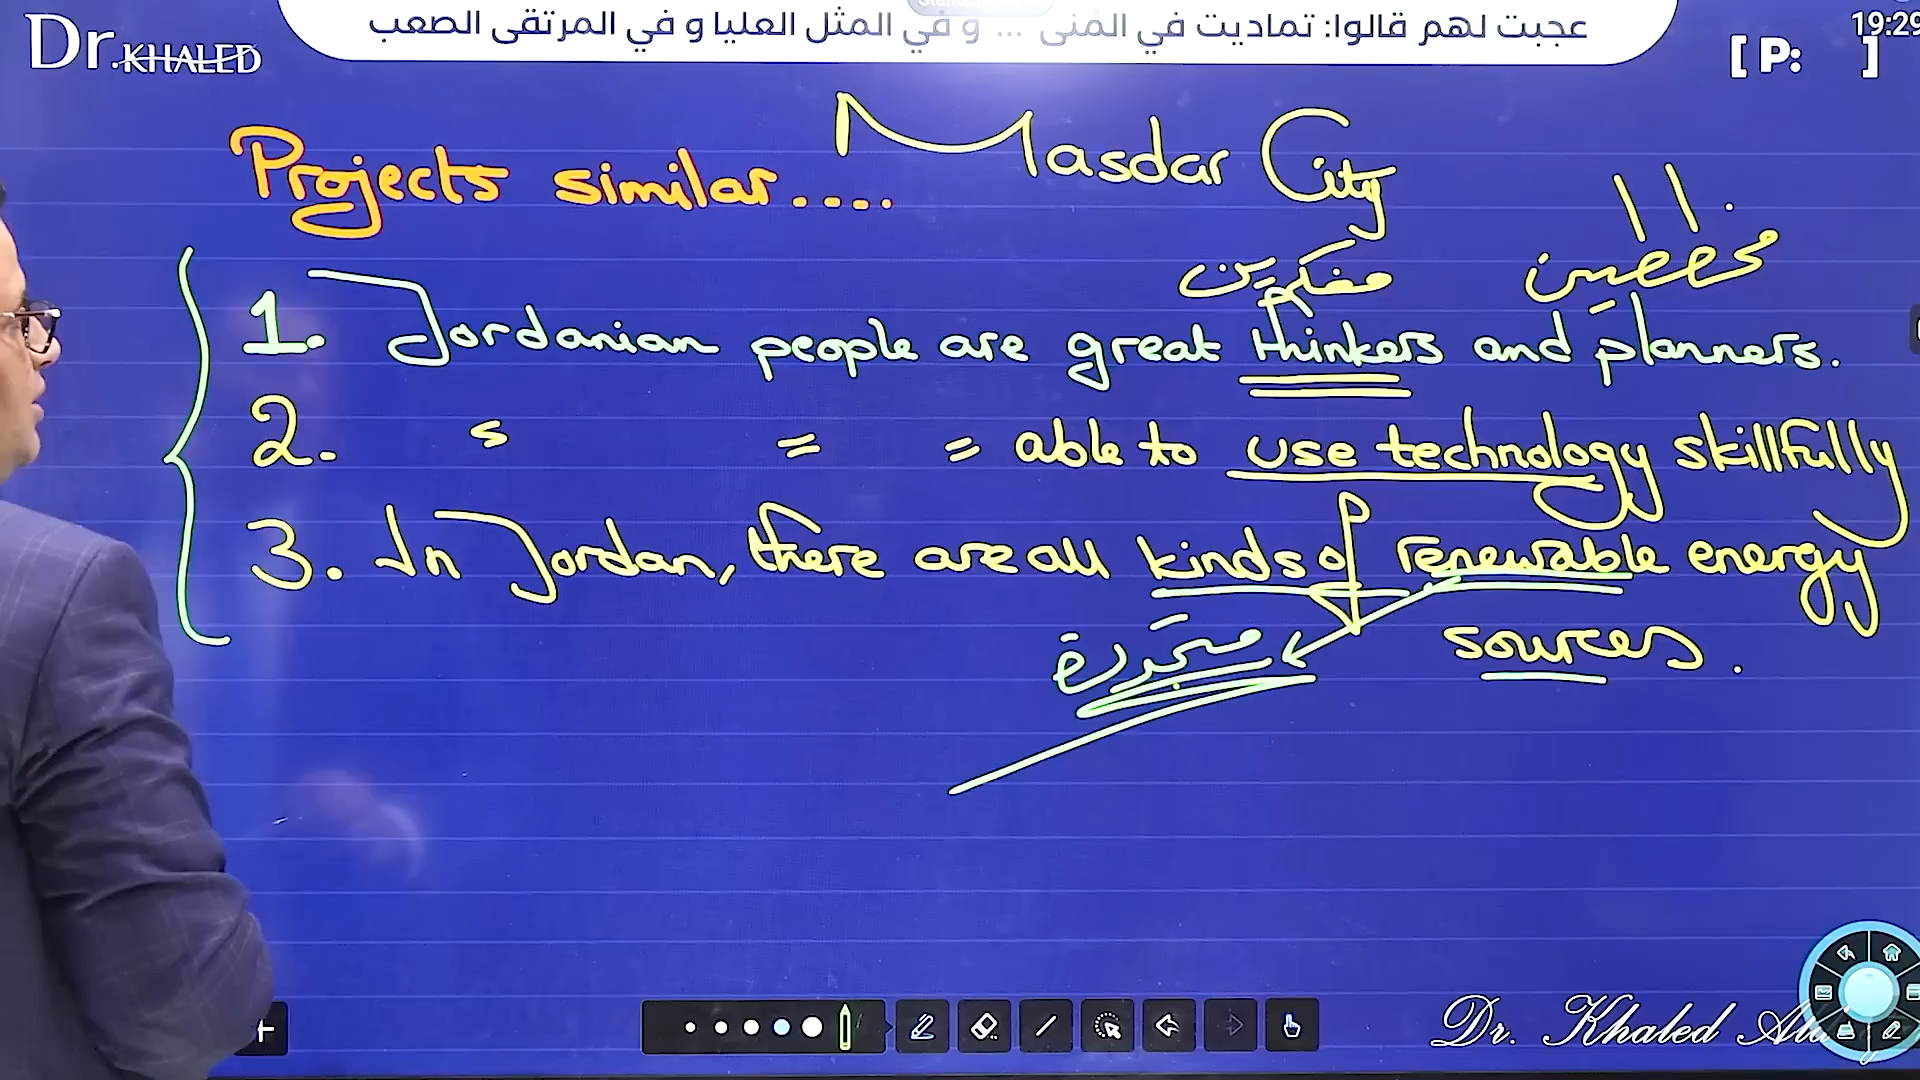 عجبت لهم قالوا: تماديت في المنى ... و في المثل العليا و في المرتقى الصعب
19:29
Dr. KHALED
[ P: ]
Projects similar .... Masdar City
مفكرين
1. Jordanian people are great thinkers and planners.
2. = = = able to use technology skillfully
3. In Jordan, there are all kinds of renewable energy
sources.
متجددة
Dr. Khaled